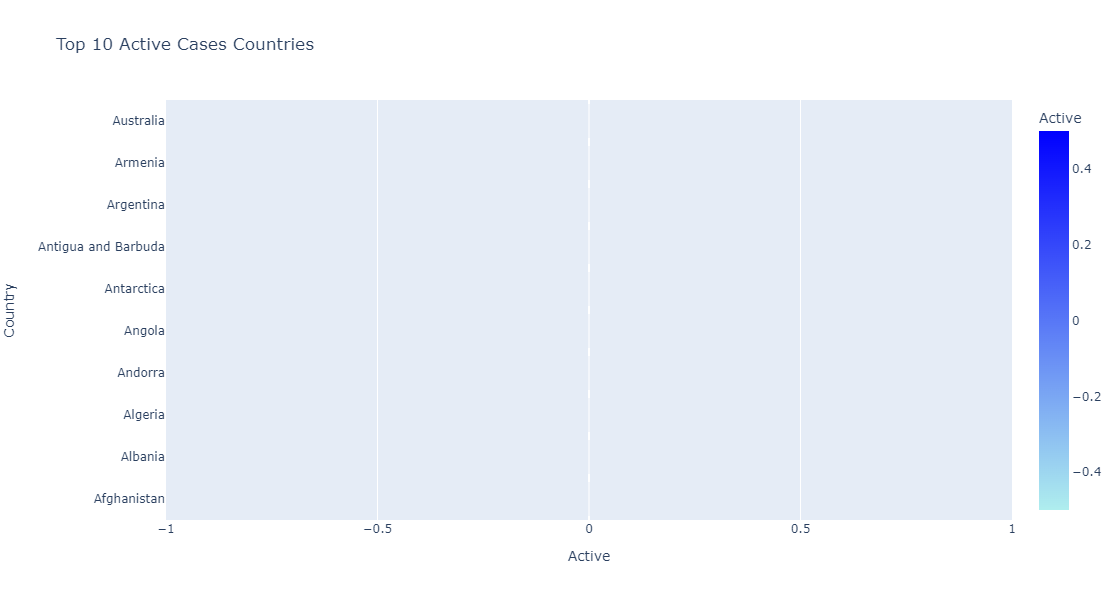 Top 10 Active Cases Countries
Country
Australia
Armenia
Argentina
Antigua and Barbuda
Antarctica
Angola
Andorra
Algeria
Albania
Afghanistan
−1
−0.5
0
0.5
1
Active
Active
0.4
0.2
0
−0.2
−0.4